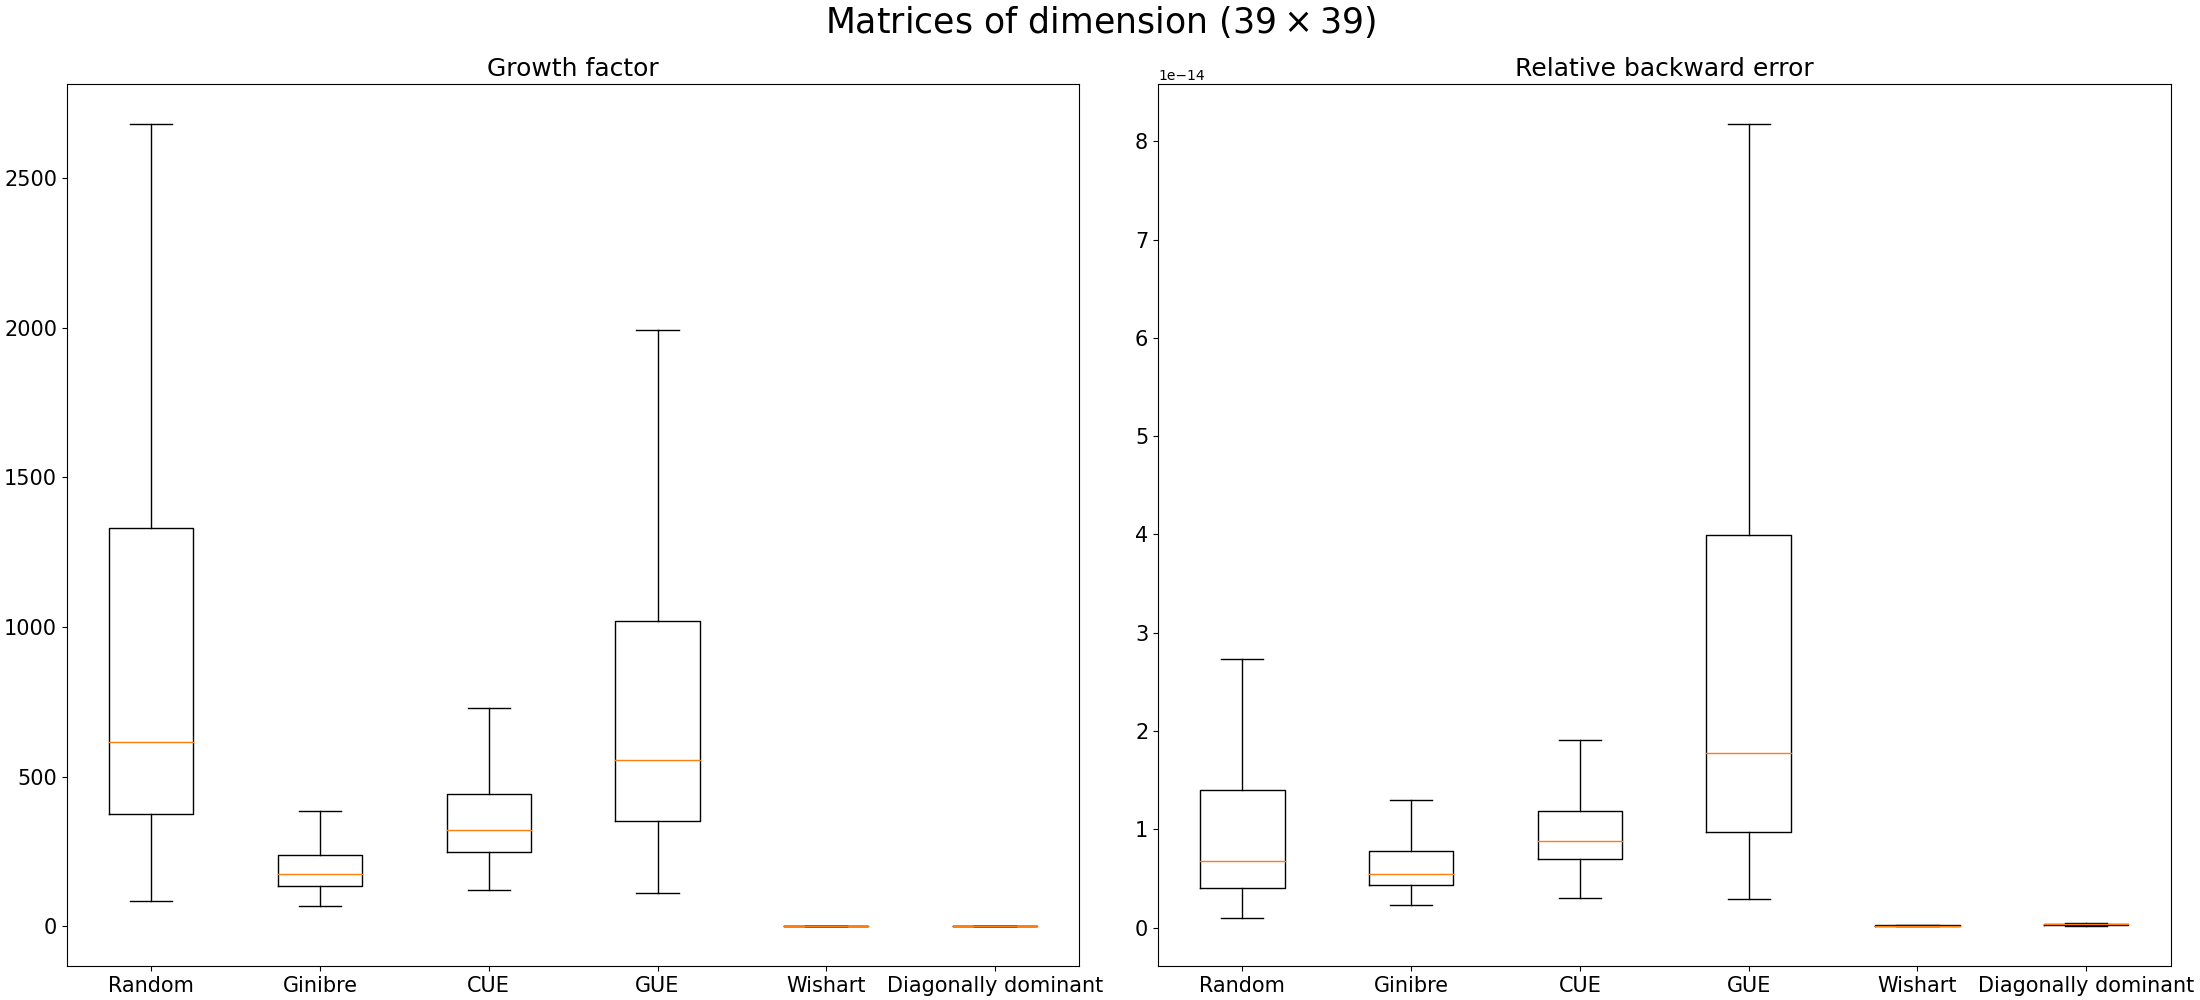 Matrices of dimension (39 × 39)
Growth factor
2500
2000
1500
1000
500
0
Random Ginibre CUE GUE Wishart Diagonally dominant
Relative backward error
1e−14
8
7
6
5
4
3
2
1
0
Random Ginibre CUE GUE Wishart Diagonally dominant